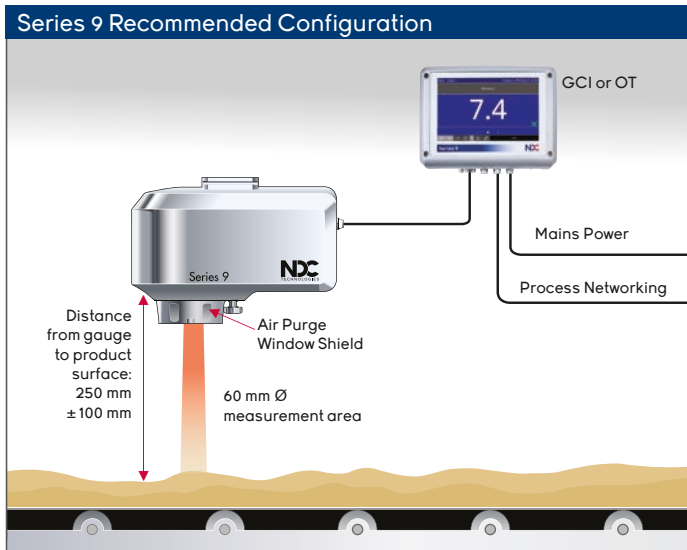 Series 9 Recommended Configuration
GCI or OT
7.4
Series 9
NDC
Mains Power
Process Networking
Series 9
NDC
TECHNOLOGIES
Distance
from gauge
to product
surface:
250 mm
± 100 mm
Air Purge
Window Shield
60 mm Ø
measurement area